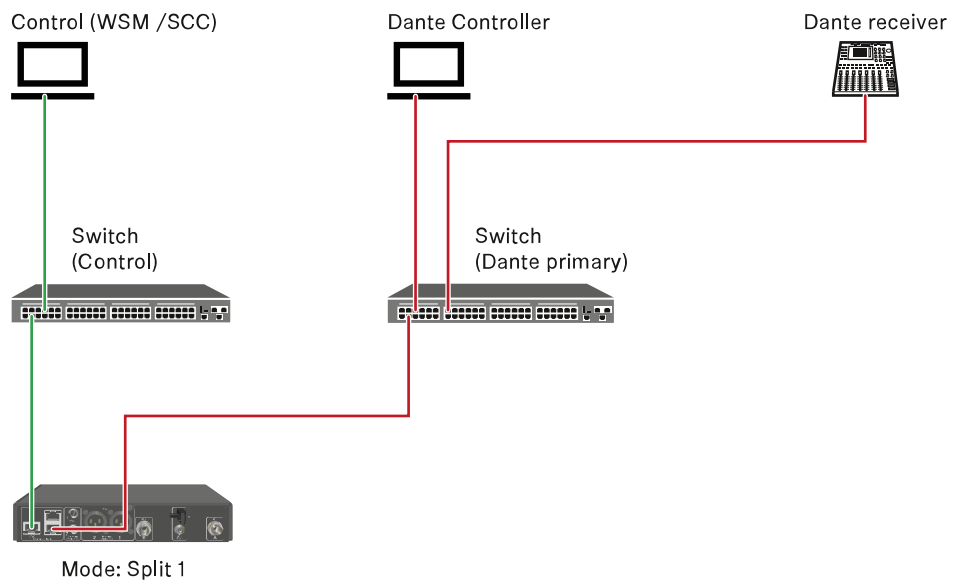 Control (WSM /SCC)
Dante Controller
Dante receiver
Switch
(Control)
Switch
(Dante primary)
Mode: Split 1